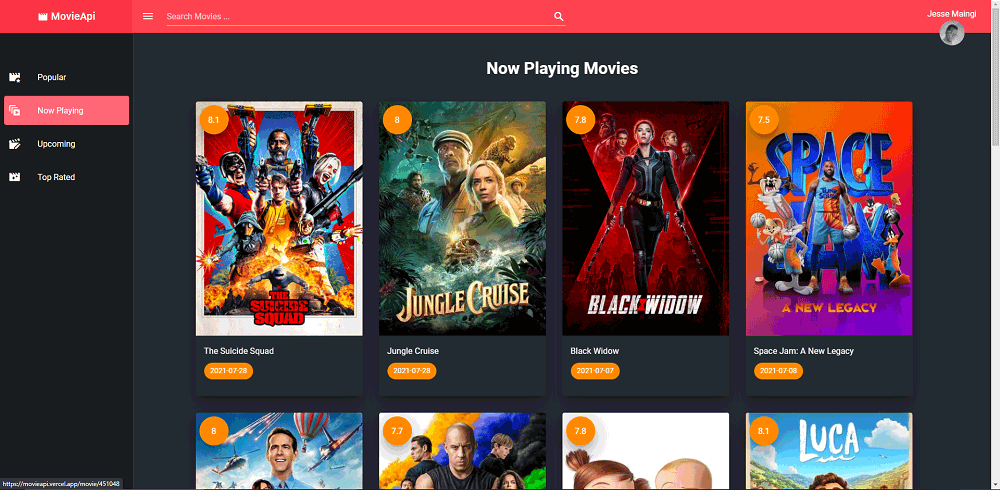 MovieApi
Search Movies ...
Jesse Maingi
Popular
Now Playing
Upcoming
Top Rated
Now Playing Movies
8.1
THE
SUICIDE
SQUAD
The Suicide Squad
2021-07-28
8
JUNGLE CRUISE
Jungle Cruise
2021-07-28
7.8
BLACK WIDOW
Black Widow
2021-07-07
7.5
SPACE
JAM
A NEW LEGACY
Space Jam: A New Legacy
2021-07-08
8
7.7
7.8
8.1
LUCA
https://movieapi.vercel.app/movie/451048